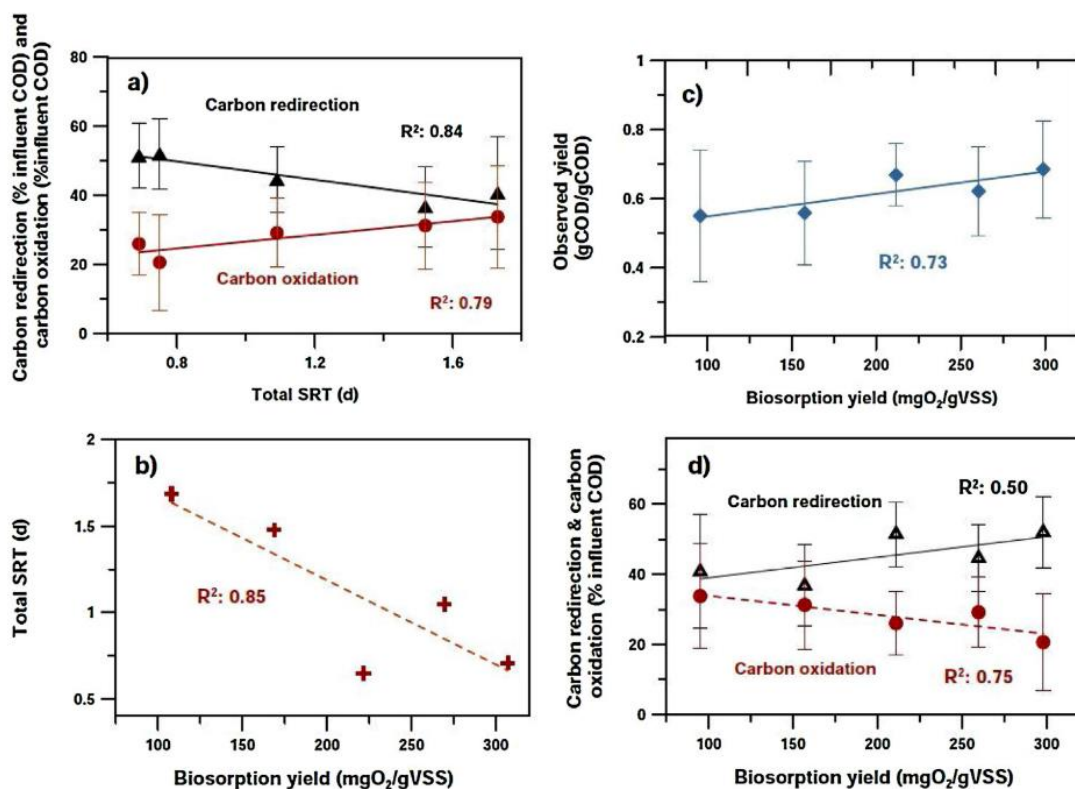 Carbon redirection (% influent COD) and
carbon oxidation (%influent COD)
80
60
40
20
0
a)
Carbon redirection
R²: 0.84
Carbon oxidation
R²: 0.79
0.8
1.2
1.6
Total SRT (d)
Observed yield
(gCOD/gCOD)
1
0.8
0.6
0.4
0.2
c)
R²: 0.73
100
150
200
250
300
Biosorption yield (mgO₂/gVSS)
Total SRT (d)
2
1.5
1
0.5
b)
R²: 0.85
100
150
200
250
300
Biosorption yield (mgO₂/gVSS)
Carbon redirection & carbon
oxidation (% influent COD)
60
40
20
0
d)
Carbon redirection
R²: 0.50
Carbon oxidation
R²: 0.75
100
150
200
250
300
Biosorption yield (mgO₂/gVSS)